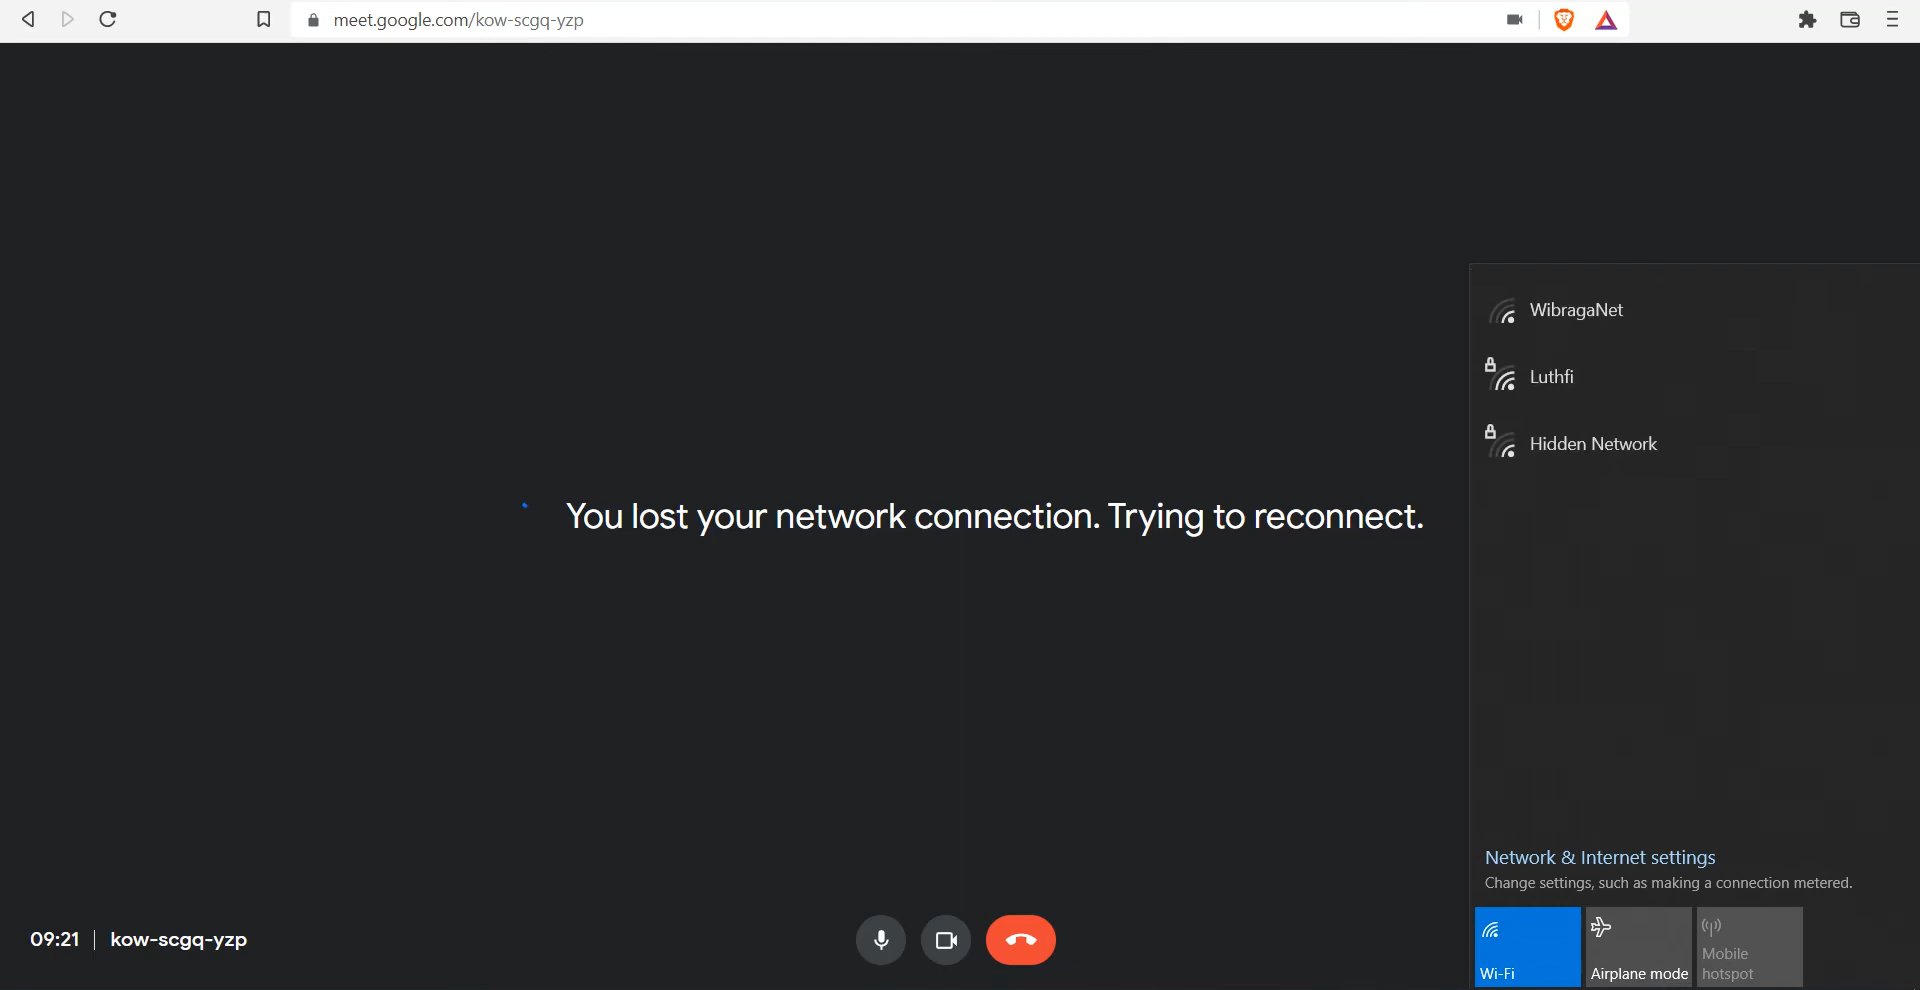 meet.google.com/kow-scgq-yzp
WibragaNet
Luthfi
Hidden Network
You lost your network connection. Trying to reconnect.
Network & Internet settings
Change settings, such as making a connection metered.
09:21 | kow-scgq-yzp
Wi-Fi
Airplane mode
Mobile
hotspot